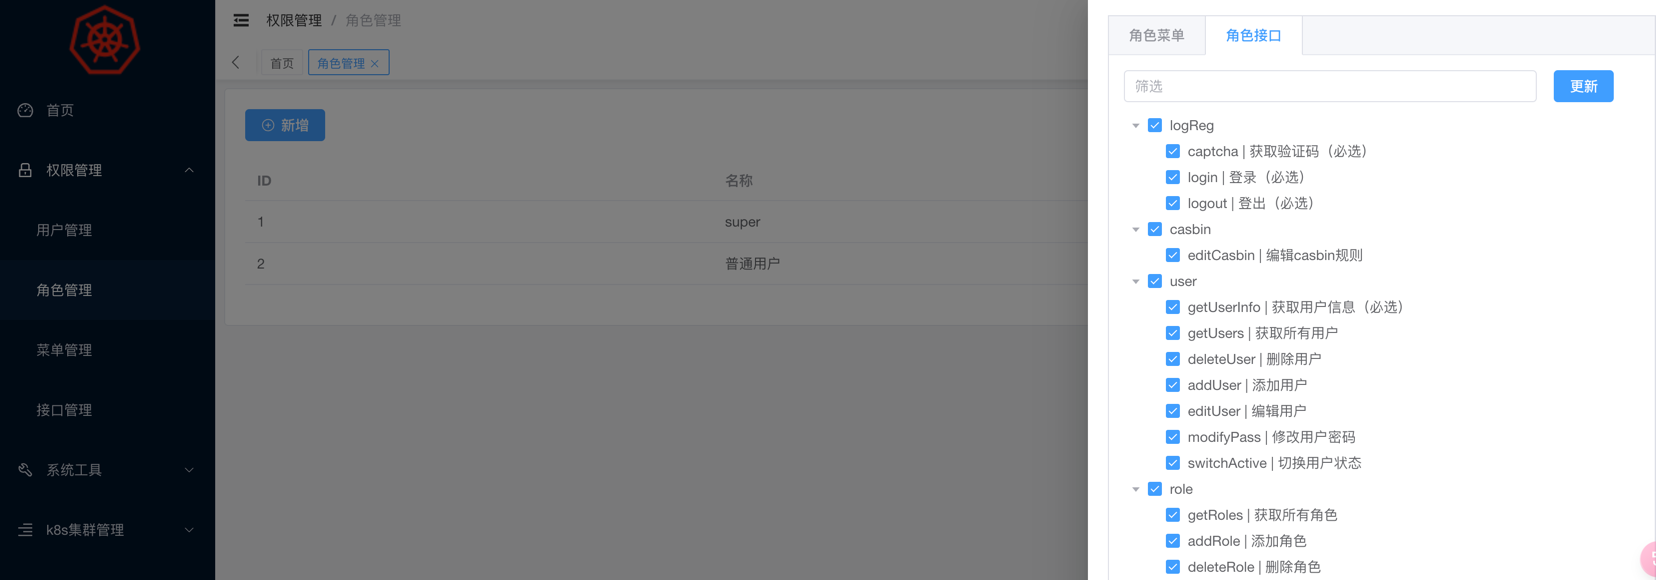 首页
权限管理
用户管理
角色管理
菜单管理
接口管理
系统工具
k8s集群管理
权限管理 / 角色管理
首页 角色管理
新增
ID 名称
1 super
2 普通用户
角色菜单 角色接口
筛选 更新
logReg
captcha | 获取验证码（必选）
login | 登录（必选）
logout | 登出（必选）
casbin
editCasbin | 编辑casbin规则
user
getUserInfo | 获取用户信息（必选）
getUsers | 获取所有用户
deleteUser | 删除用户
addUser | 添加用户
editUser | 编辑用户
modifyPass | 修改用户密码
switchActive | 切换用户状态
role
getRoles | 获取所有角色
addRole | 添加角色
deleteRole | 删除角色